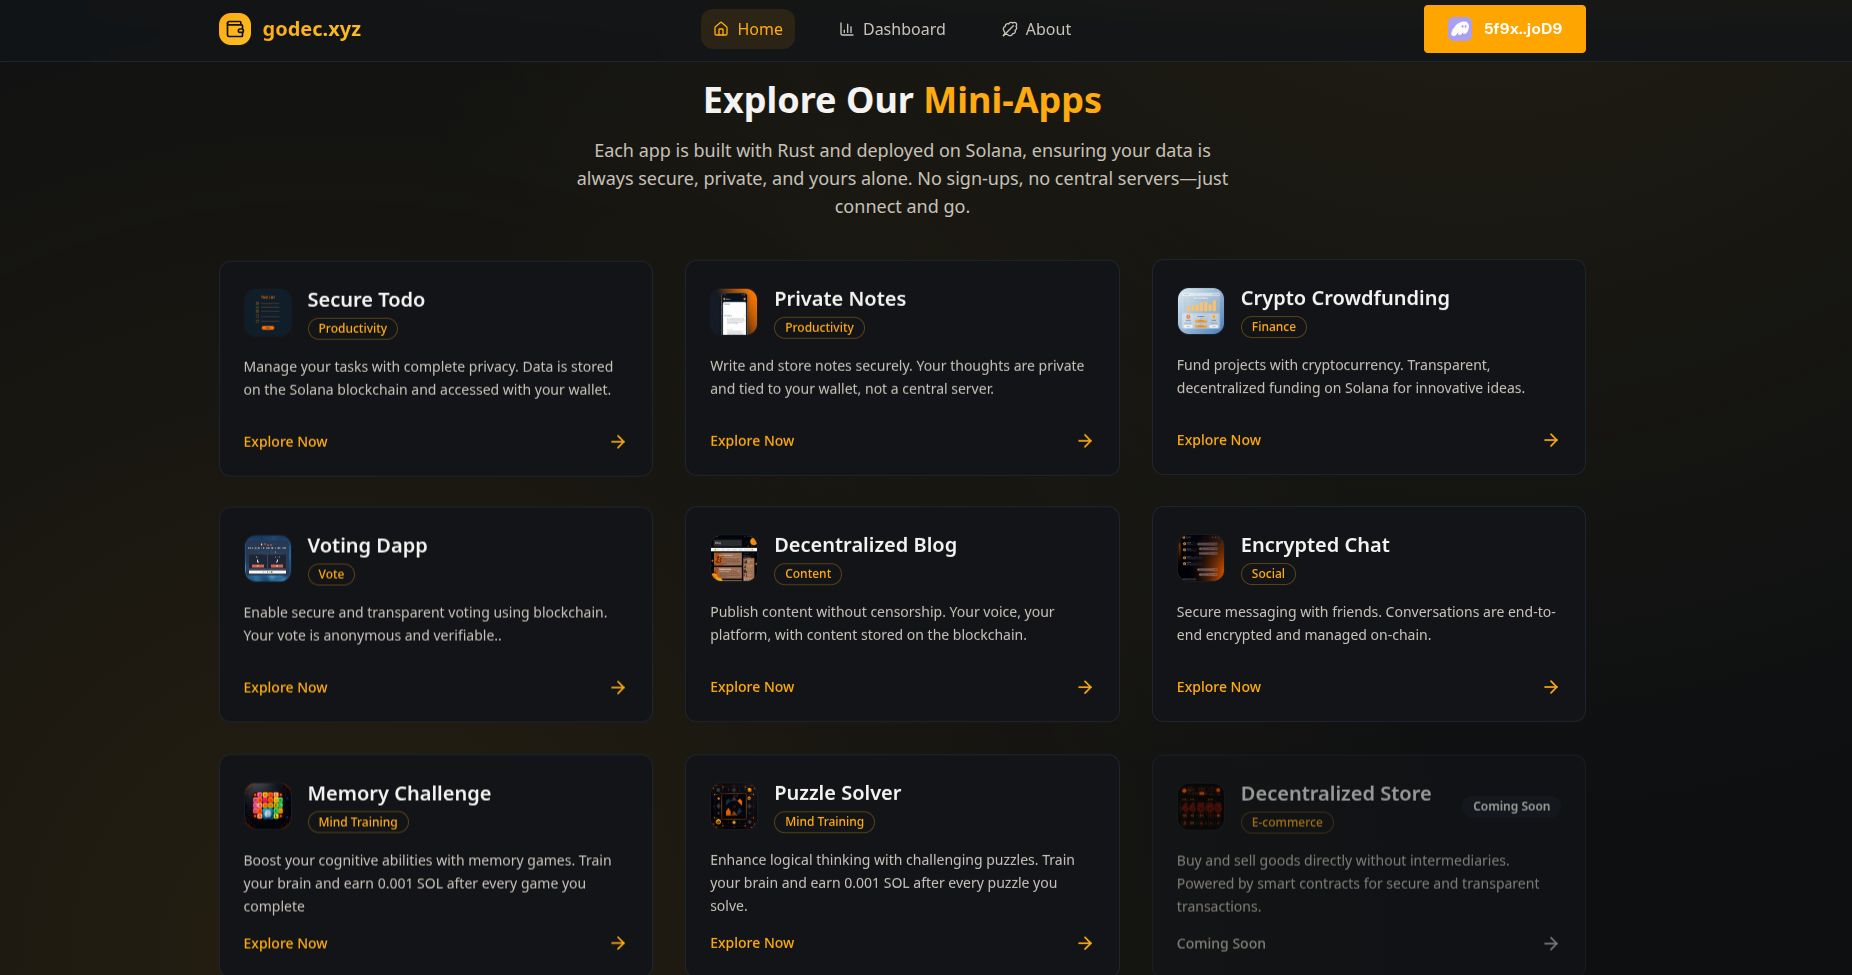 godec.xyz
Home
Dashboard
About
5f9x..joD9
Explore Our Mini-Apps
Each app is built with Rust and deployed on Solana, ensuring your data is
always secure, private, and yours alone. No sign-ups, no central servers—just
connect and go.
Secure Todo
Productivity
Manage your tasks with complete privacy. Data is stored
on the Solana blockchain and accessed with your wallet.
Explore Now
Private Notes
Productivity
Write and store notes securely. Your thoughts are private
and tied to your wallet, not a central server.
Explore Now
Crypto Crowdfunding
Finance
Fund projects with cryptocurrency. Transparent,
decentralized funding on Solana for innovative ideas.
Explore Now
Voting Dapp
Vote
Enable secure and transparent voting using blockchain.
Your vote is anonymous and verifiable..
Explore Now
Decentralized Blog
Content
Publish content without censorship. Your voice, your
platform, with content stored on the blockchain.
Explore Now
Encrypted Chat
Social
Secure messaging with friends. Conversations are end-to-
end encrypted and managed on-chain.
Explore Now
Memory Challenge
Mind Training
Boost your cognitive abilities with memory games. Train
your brain and earn 0.001 SOL after every game you
complete
Explore Now
Puzzle Solver
Mind Training
Enhance logical thinking with challenging puzzles. Train
your brain and earn 0.001 SOL after every puzzle you
solve.
Explore Now
Decentralized Store
Coming Soon
E-commerce
Buy and sell goods directly without intermediaries.
Powered by smart contracts for secure and transparent
transactions.
Coming Soon